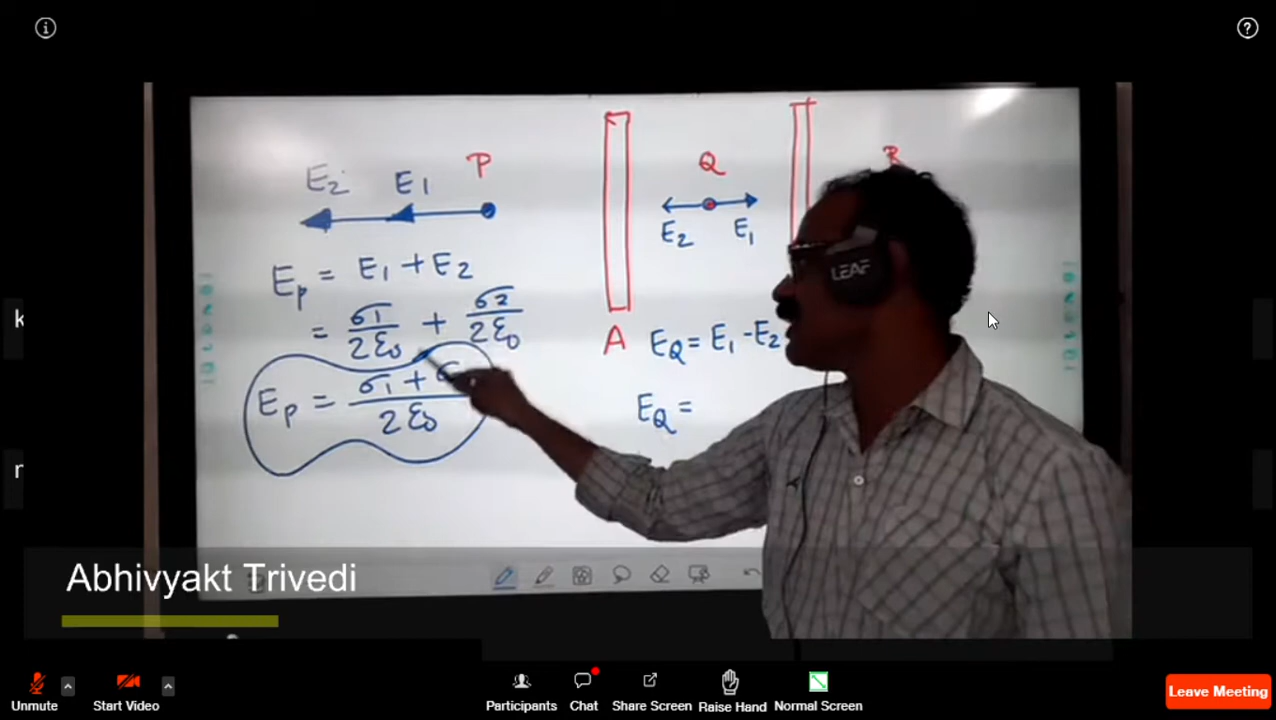 P
Q
R
E2
E1
E2
E1
Ep = E1 + E2
= σ1/2ε0 + σ2/2ε0
A
EQ = E1 - E2
Ep = σ1 + σ/2ε0
EQ =
LEAF
k
n
Abhivyakt Trivedi
Unmute
Start Video
Participants
Chat
Share Screen
Raise Hand
Normal Screen
Leave Meeting